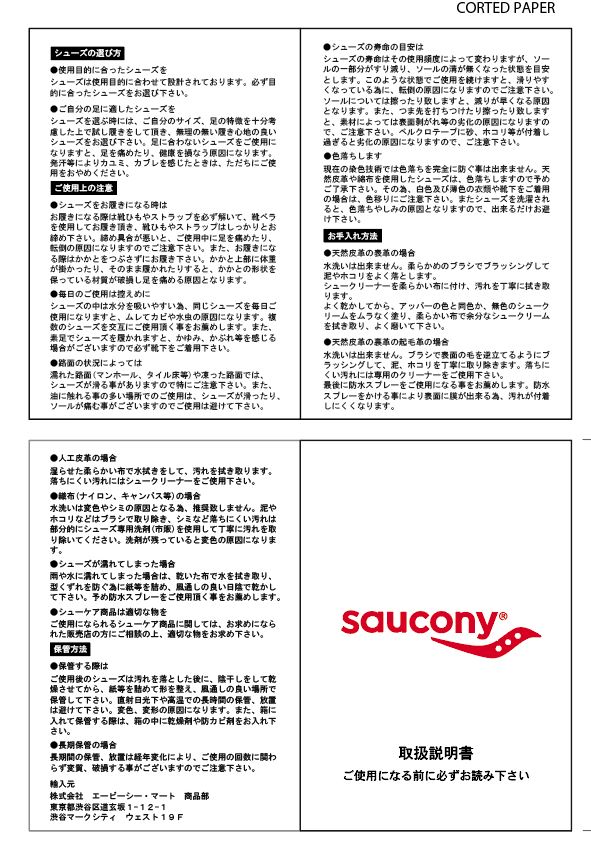 CORTED PAPER
シューズの選び方
●使用目的に合ったシューズを
シューズは使用目的に合わせて設計されております。必ず目
的に合ったシューズをお選び下さい。
●ご自分の足に適したシューズを
シューズを選ぶ時には、ご自分のサイズ、足の特徴を十分考
慮した上で試し履きをして頂き、無理の無い履き心地の良い
シューズをお選び下さい。足に合わないシューズをご使用に
なりますと、足を痛めたり、健康を損なう原因になります。
発汗等によりカユミ、カブレを感じたときは、ただちにご使
用をおやめください。
ご使用上の注意
●シューズをお履きになる時は
お履きになる際は靴ひもやストラップを必ず解いて、靴ベラ
を使用してお履き頂き、靴ひもやストラップはしっかりとお
締め下さい。締め具合が悪いと、ご使用中に足を痛めたり、
転倒の原因になりますのでご注意下さい。また、お履きにな
る際はかかとをつぶさずにお履き下さい。かかと上部に体重
が掛かったり、そのまま履かれたりすると、かかとの形状を
保っている材質が破損し足を痛める原因となります。
●毎日のご使用は控えめに
シューズの中は水分を吸いやすい為、同じシューズを毎日ご
使用になりますと、ムレてカビや水虫の原因になります。複
数のシューズを交互にご使用頂く事をお薦めします。また、
素足でシューズを履かれますと、かゆみ、かぶれ等を感じる
場合がございますので必ず靴下をご着用下さい。
●路面の状況によっては
濡れた路面(マンホール、タイル床等)や凍った路面では、
シューズが滑る事がありますので特にご注意下さい。また、
油に触れる事の多い場所でのご使用は、シューズが滑ったり、
ソールが痛む事がございますのでご使用は避けて下さい。
●シューズの寿命の目安は
シューズの寿命はその使用頻度によって変わりますが、ソー
ルの一部分がすり減り、ソールの溝が無くなった状態を目安
とします。このような状態でご使用を続けますと、滑りやす
くなっている為に、転倒の原因になりますのでご注意下さい。
ソールについては擦ったり致しますと、減りが早くなる原因
となります。また、つま先を打ちつけたり擦ったり致します
と、素材によっては表面剥がれ等の劣化の原因になりますの
で、ご注意下さい。ベルクロテープに砂、ホコリ等が付着し
過ぎると劣化の原因になりますので、ご注意下さい。
●色落ちします
現在の染色技術では色落ちを完全に防ぐ事は出来ません。天
然皮革や綿布を使用したシューズは、色落ちしますので予め
ご了承下さい。その為、白色及び薄色の衣類や靴下をご着用
の場合は、色移りにご注意下さい。またシューズを洗濯され
ると、色落ちやしみの原因となりますので、出来るだけお避
け下さい。
お手入れ方法
●天然皮革の表革の場合
水洗いは出来ません。柔らかめのブラシでブラッシングして
泥やホコリをよく落とします。
シュークリーナーを柔らかい布に付け、汚れを丁寧に拭き取
ります。
よく乾かしてから、アッパーの色と同色か、無色のシューク
リームをムラなく塗り、柔らかい布で余分なシュークリーム
を拭き取り、よく磨いて下さい。
●天然皮革の裏革の起毛革の場合
水洗いは出来ません。ブラシで表面の毛を逆立てるようにブ
ラッシングして、泥、ホコリを丁寧に取り除きます。落ちに
くい汚れには専用のクリーナーをご使用下さい。
最後に防水スプレーをご使用になる事をお薦めします。防水
スプレーをかける事により表面に膜が出来る為、汚れが付着
しにくくなります。
●人工皮革の場合
湿らせた柔らかい布で水拭きをして、汚れを拭き取ります。
落ちにくい汚れにはシュークリーナーをご使用下さい。
●織布(ナイロン、キャンバス等)の場合
水洗いは変色やシミの原因となる為、推奨致しません。泥や
ホコリなどはブラシで取り除き、シミなど落ちにくい汚れは
部分的にシューズ専用洗剤(市販)を使用して丁寧に汚れを取
り除いてください。洗剤が残っていると変色の原因になりま
す。
●シューズが濡れてしまった場合
雨や水に濡れてしまった場合は、乾いた布で水を拭き取り、
型くずれを防ぐ為に紙等を詰め、風通しの良い日陰で乾かし
て下さい。予め防水スプレーをご使用頂く事をお薦めします。
●シューケア商品は適切な物を
ご使用になられるシューケア商品に関しては、お求めになら
れた販売店の方にご相談の上、適切な物をお求め下さい。
保管方法
●保管する際は
ご使用後のシューズは汚れを落とした後に、陰干しをして乾
燥させてから、紙等を詰めて形を整え、風通しの良い場所で
保管して下さい。直射日光下や高温での長時間の保管、放置
は避けて下さい。変色、変形の原因になります。また、箱に
入れて保管する際は、箱の中に乾燥剤や防カビ剤をお入れ下
さい。
●長期保管の場合
長期間の保管、放置は経年変化により、ご使用の回数に関わ
らず変質、破損する事がございますのでご注意下さい。
輸入元
株式会社 エービーシー・マート 商品部
東京都渋谷区道玄坂1-12-1
渋谷マークシティ ウェスト19F
saucony®
取扱説明書
ご使用になる前に必ずお読み下さい